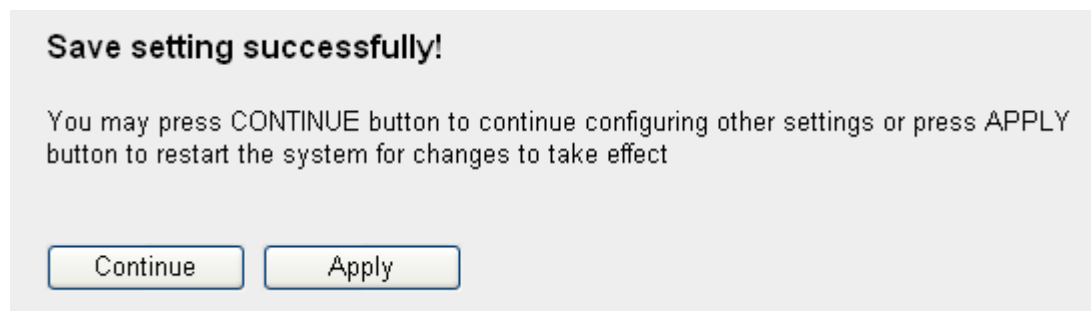 Save setting successfully!
You may press CONTINUE button to continue configuring other settings or press APPLY
button to restart the system for changes to take effect
Continue
Apply